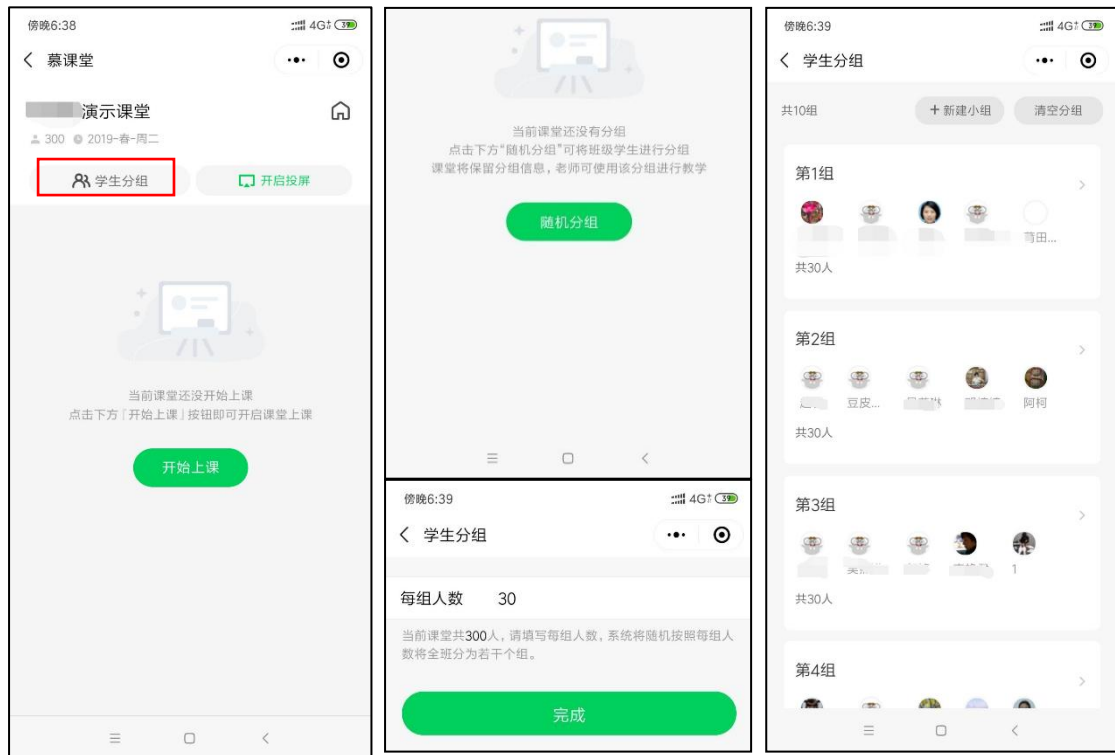 傍晚6:38
4G 39
慕课堂
演示课堂
300 2019-春-周二
学生分组
开启投屏
当前课堂还没开始上课
点击下方「开始上课」按钮即可开启课堂上课
开始上课
当前课堂还没有分组
点击下方“随机分组”可将班级学生进行分组
课堂将保留分组信息，老师可使用该分组进行教学
随机分组
傍晚6:39
4G 39
学生分组
每组人数 30
当前课堂共300人，请填写每组人数，系统将随机按照每组人
数将全班分为若干个组。
完成
傍晚6:39
4G 39
学生分组
共10组
+ 新建小组
清空分组
第1组
共30人
第2组
豆皮...
阿柯
共30人
第3组
1
共30人
第4组